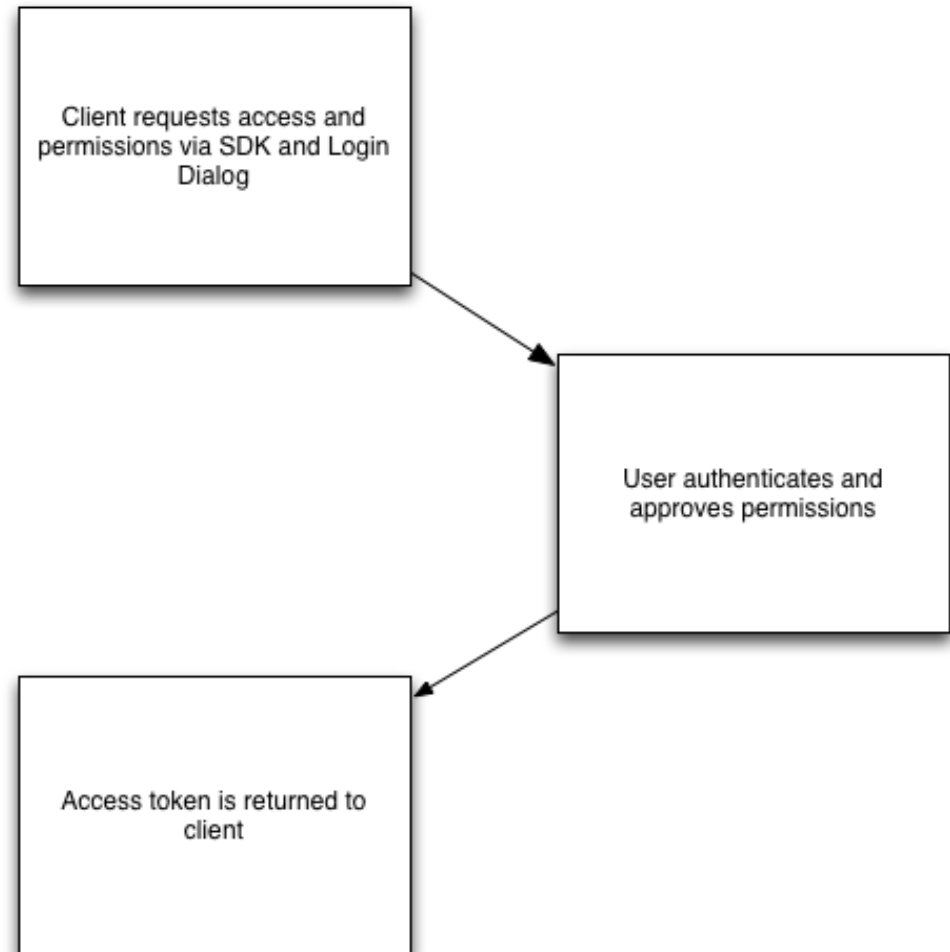 Client requests access and
permissions via SDK and Login
Dialog
User authenticates and
approves permissions
Access token is returned to
client